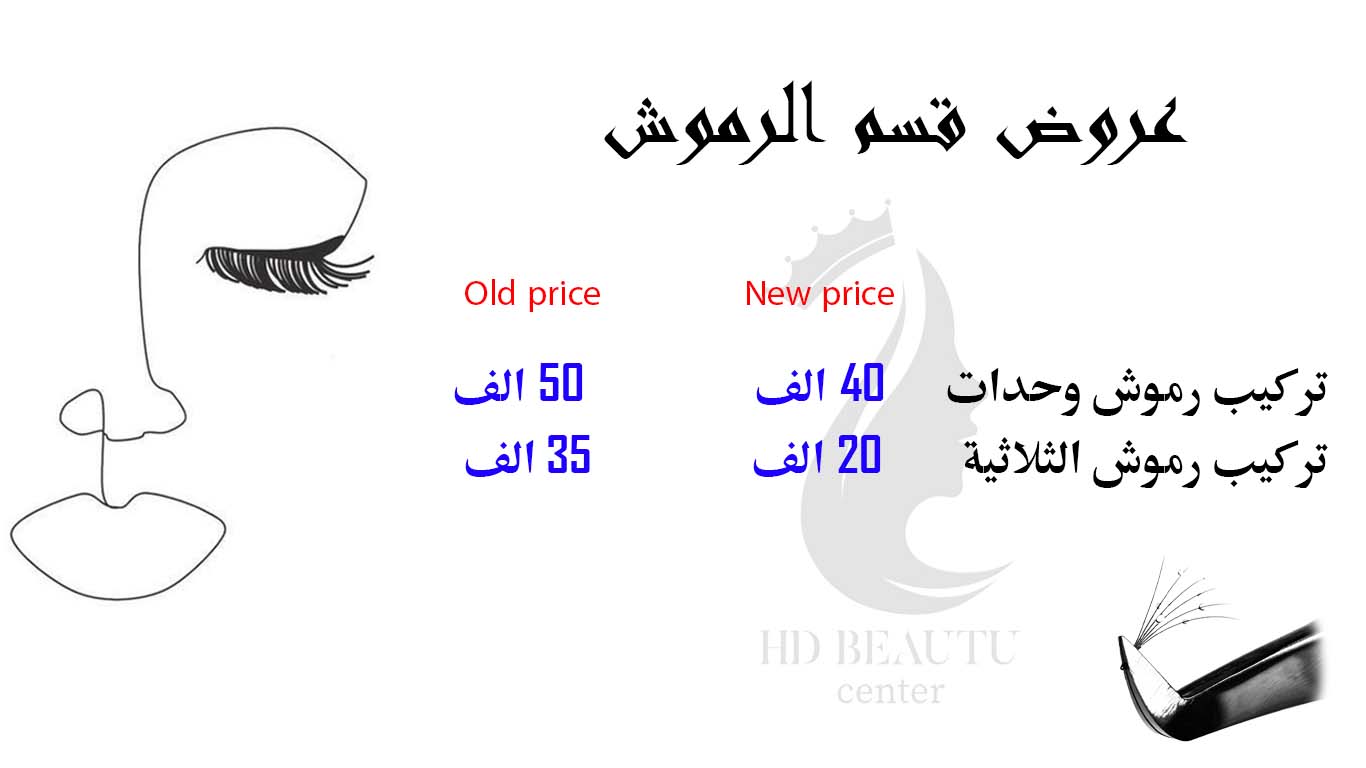 عروض قسم الرموش
Old price New price
تركيب رموش وحدات 40 الف 50 الف
تركيب رموش الثلاثية 20 الف 35 الف
HD BEAUTU
center